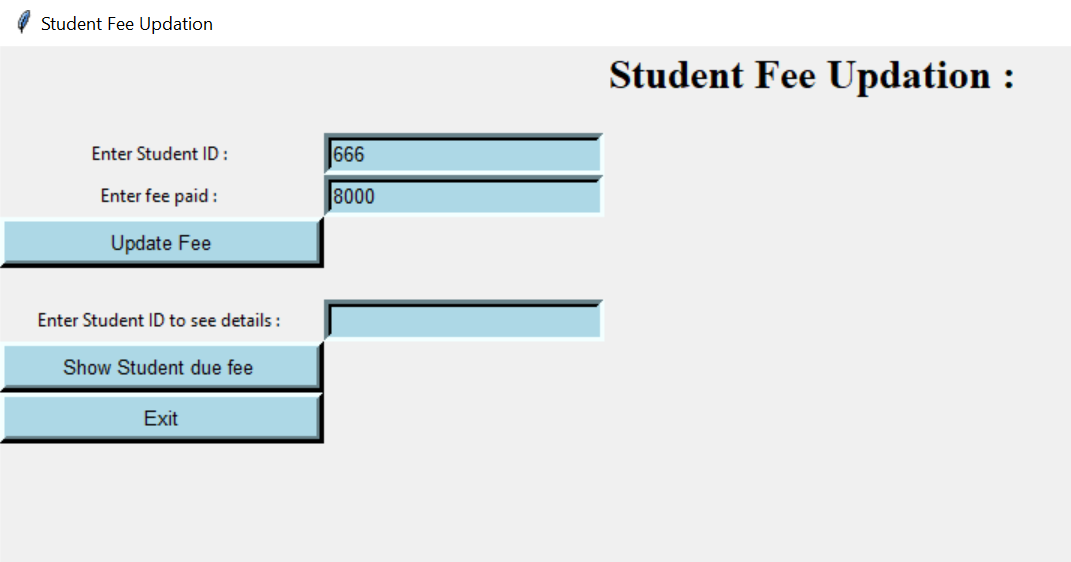 Student Fee Updation
Student Fee Updation :
Enter Student ID : 666
Enter fee paid : 8000
Update Fee
Enter Student ID to see details :
Show Student due fee
Exit